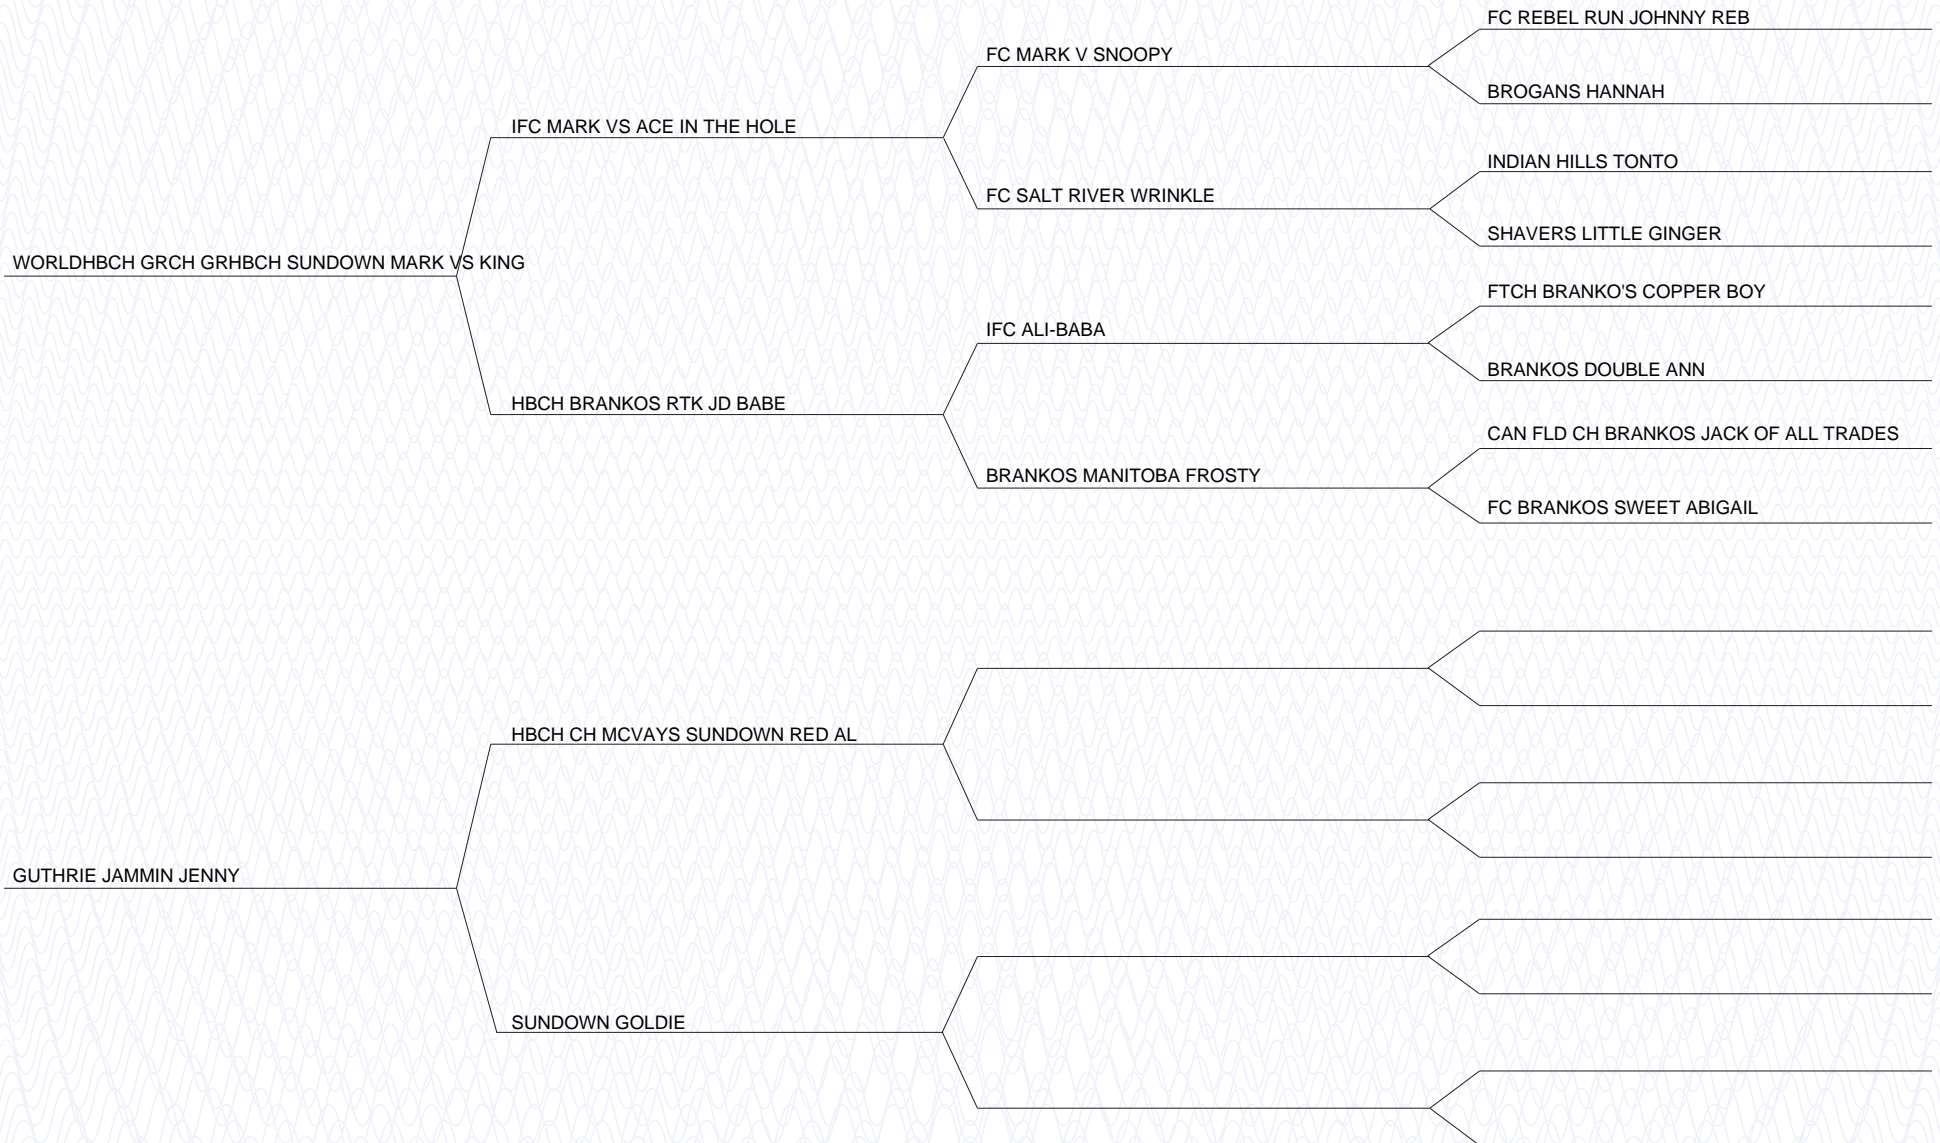 FC REBEL RUN JOHNNY REB
FC MARK V SNOOPY
BROGANS HANNAH
IFC MARK VS ACE IN THE HOLE
INDIAN HILLS TONTO
FC SALT RIVER WRINKLE
SHAVERS LITTLE GINGER
WORLDHBCH GRCH GRHBCH SUNDOWN MARK VS KING
FTCH BRANKO'S COPPER BOY
IFC ALI-BABA
BRANKOS DOUBLE ANN
HBCH BRANKOS RTK JD BABE
CAN FLD CH BRANKOS JACK OF ALL TRADES
BRANKOS MANITOBA FROSTY
FC BRANKOS SWEET ABIGAIL
HBCH CH MCVAYS SUNDOWN RED AL
GUTHRIE JAMMIN JENNY
SUNDOWN GOLDIE